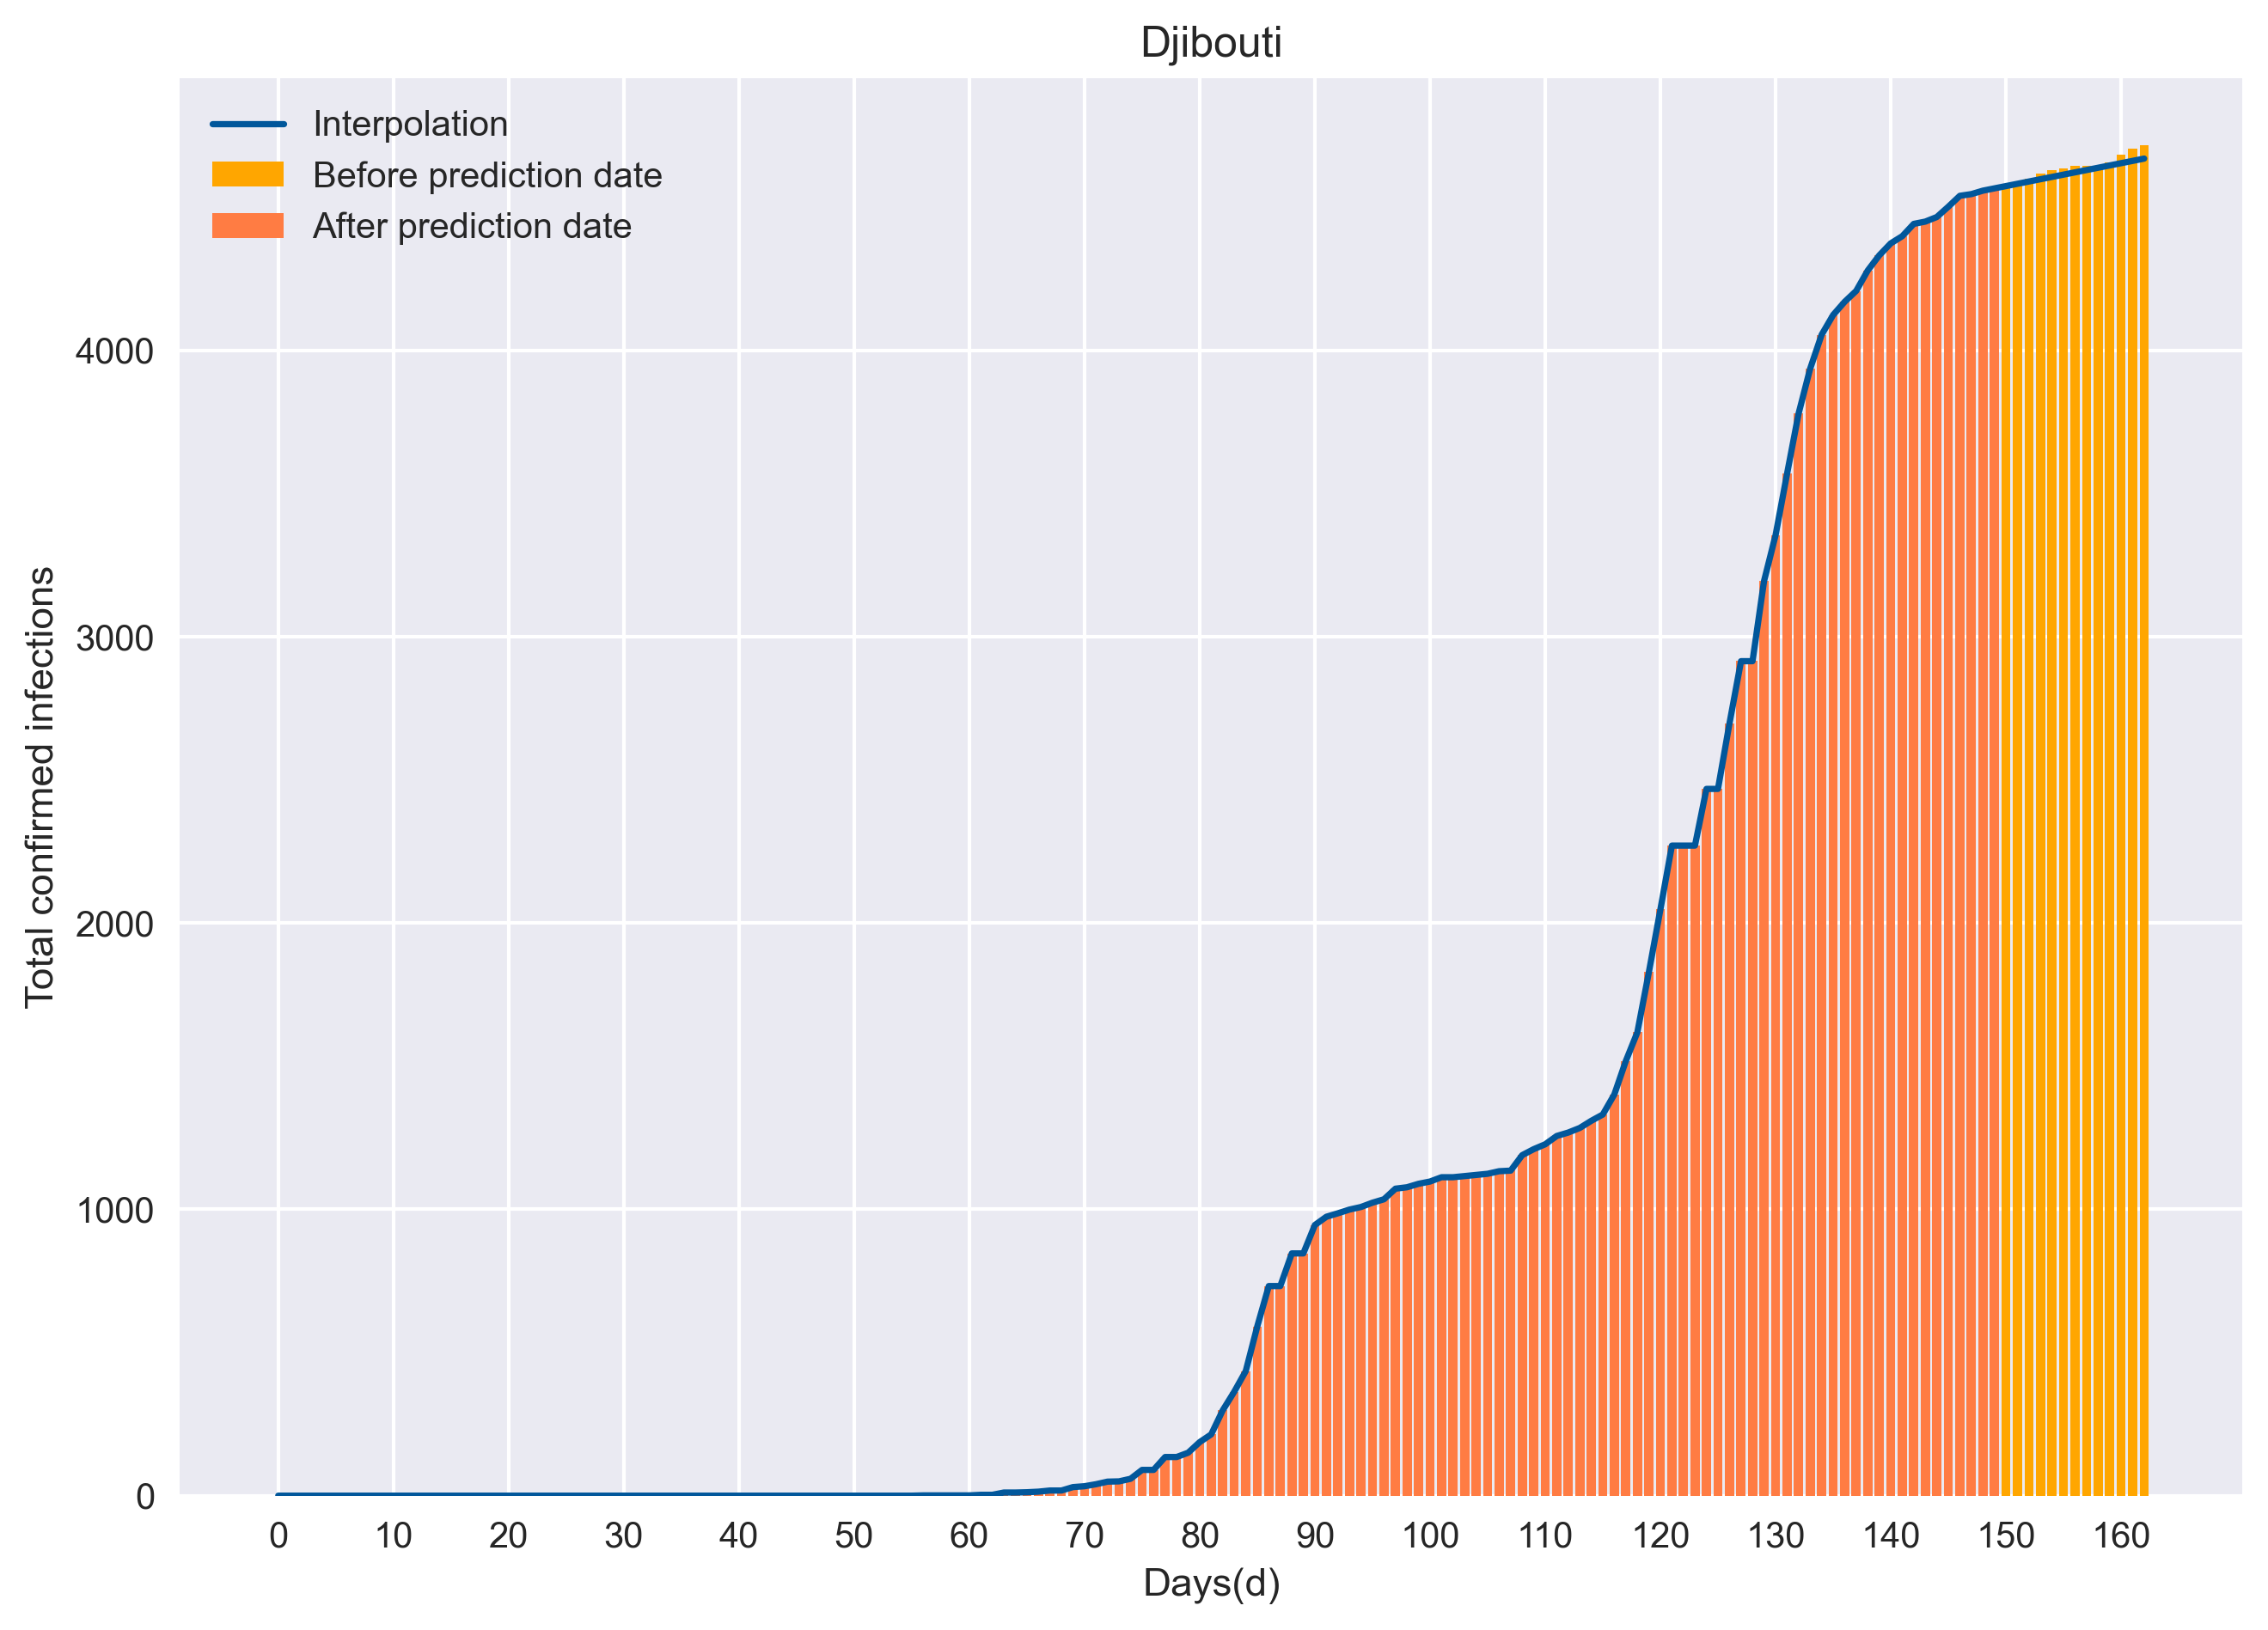 Djibouti
Interpolation
Before prediction date
After prediction date
Total confirmed infections
4000
3000
2000
1000
0
0 10 20 30 40 50 60 70 80 90 100 110 120 130 140 150 160
Days(d)